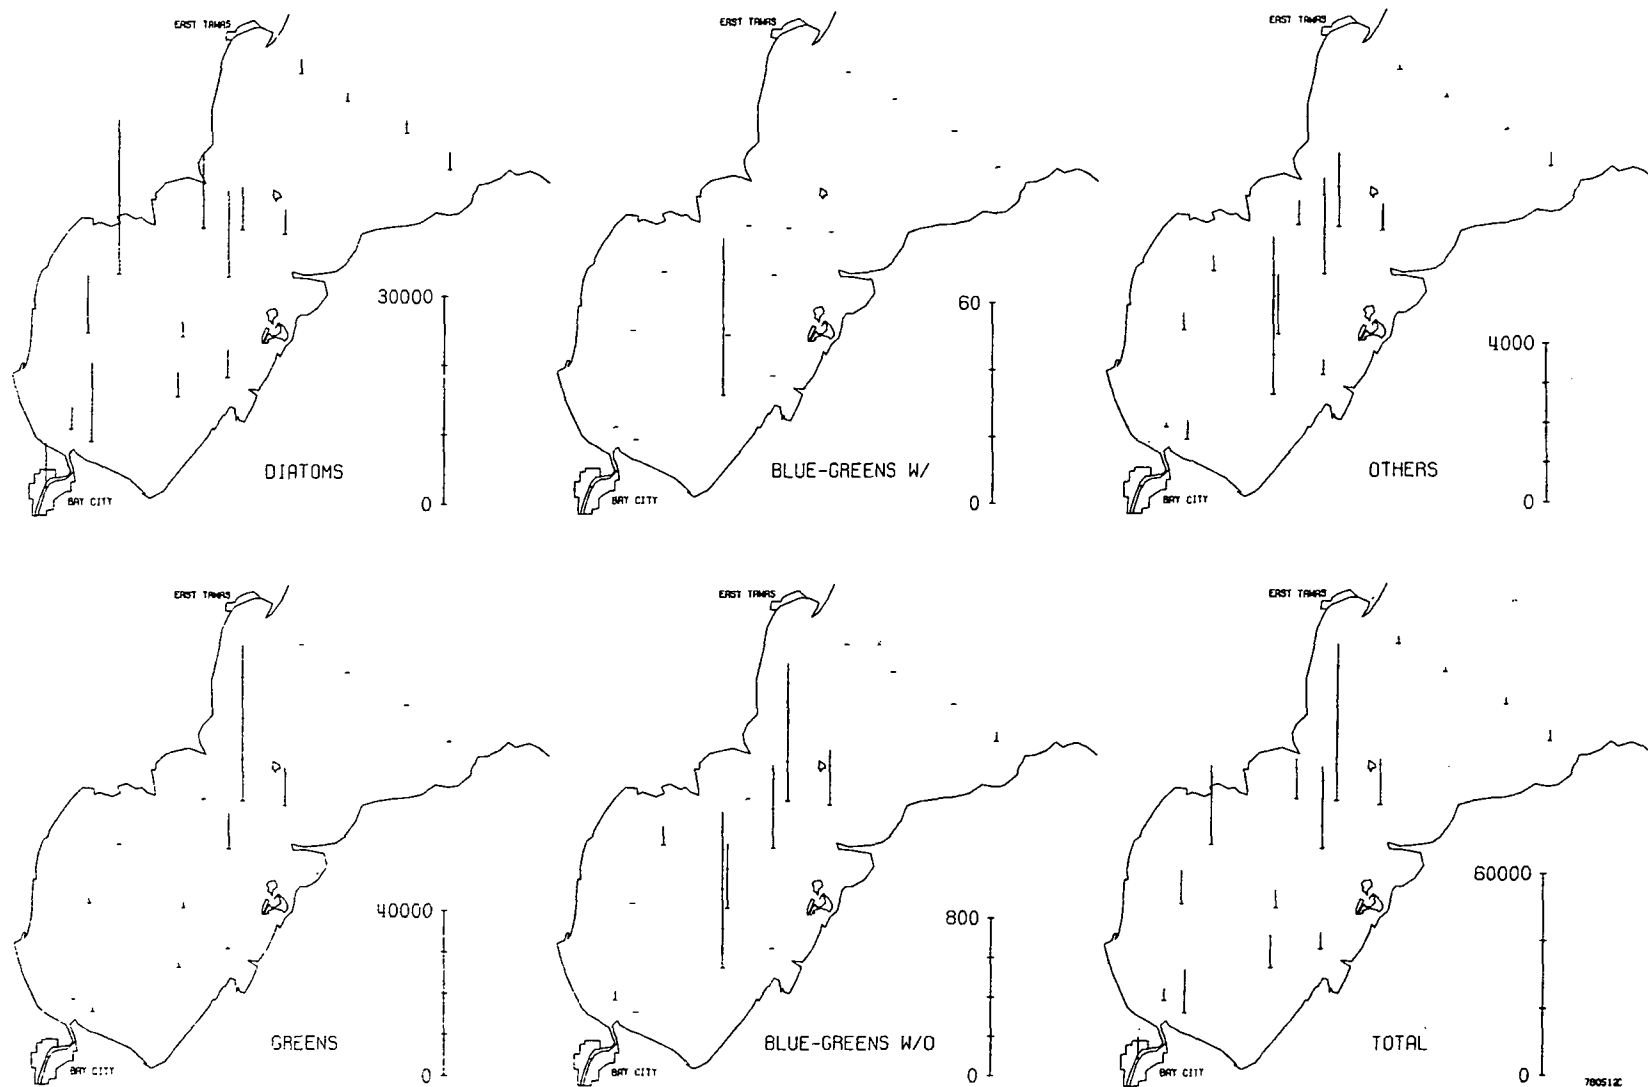 EAST TAWAS
EAST TAWAS
EAST TAWAS
30000
60
4000
DIATOMS
BLUE-GREENS W/
OTHERS
0
0
0
BAY CITY
BAY CITY
BAY CITY
EAST TAWAS
EAST TAWAS
EAST TAWAS
60000
40000
800
GREENS
BLUE-GREENS W/O
TOTAL
0
0
0
BAY CITY
BAY CITY
BAY CITY